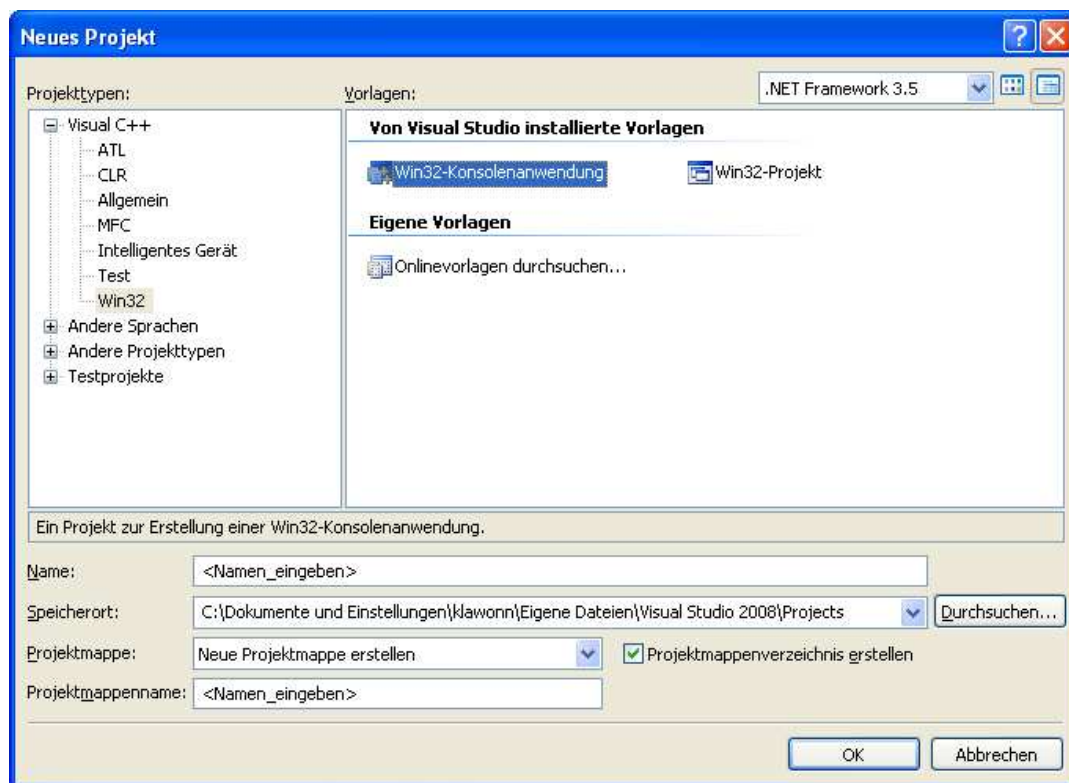 Neues Projekt
Projekttypen:
Vorlagen:
.NET Framework 3.5
Visual C++
ATL
CLR
Allgemein
MFC
Intelligentes Gerät
Test
Win32
Andere Sprachen
Andere Projekttypen
Testprojekte
Von Visual Studio installierte Vorlagen
Win32-Konsolenanwendung
Win32-Projekt
Eigene Vorlagen
Onlinevorlagen durchsuchen...
Ein Projekt zur Erstellung einer Win32-Konsolenanwendung.
Name: <Namen_eingeben>
Speicherort: C:\Dokumente und Einstellungen\klawonn\Eigene Dateien\Visual Studio 2008\Projects Durchsuchen...
Projektmappe: Neue Projektmappe erstellen Projektmappenverzeichnis erstellen
Projektmappenname: <Namen_eingeben>
OK Abbrechen